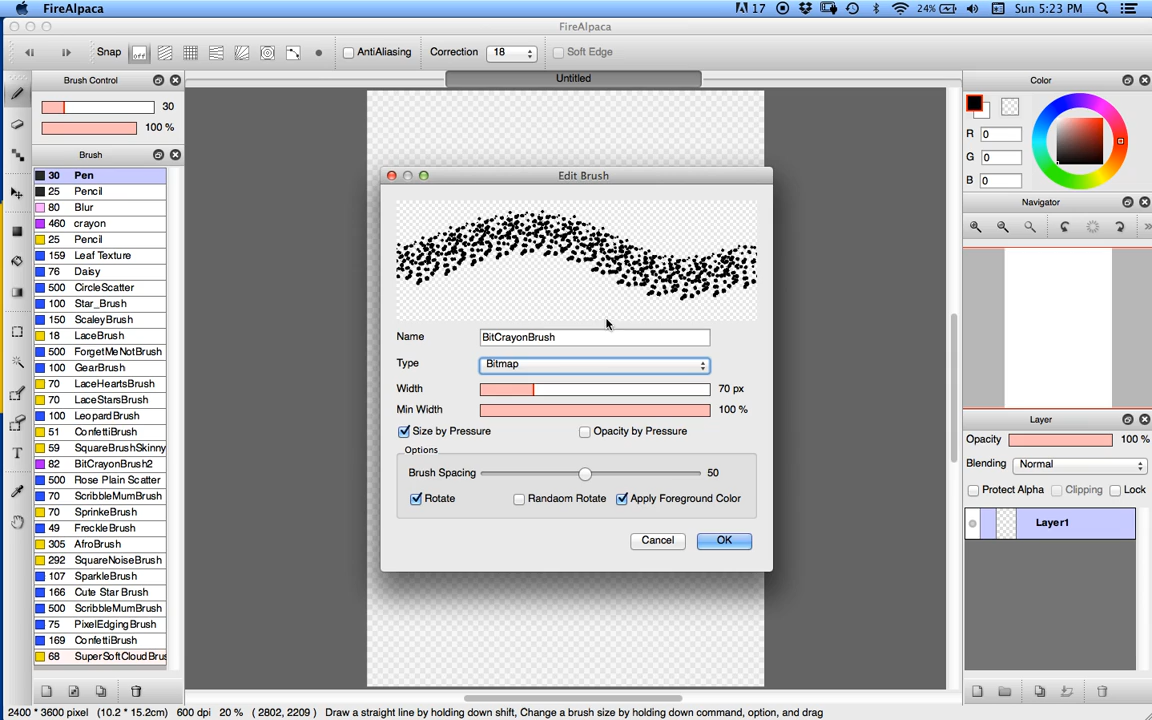 FireAlpaca
17
24%
Sun 5:23 PM
FireAlpaca
Snap
off
AntiAliasing
Correction
18
Soft Edge
Brush Control
Untitled
Color
30
100 %
R 0
G 0
B 0
Brush
30 Pen
25 Pencil
80 Blur
460 crayon
25 Pencil
159 Leaf Texture
76 Daisy
500 CircleScatter
100 Star_Brush
150 ScaleyBrush
18 LaceBrush
500 ForgetMeNotBrush
100 GearBrush
70 LaceHeartsBrush
70 LaceStarsBrush
100 Leopard Brush
51 ConfettiBrush
59 SquareBrushSkinny
82 BitCrayonBrush2
500 Rose Plain Scatter
70 ScribbleMumBrush
70 SprinkeBrush
49 FreckleBrush
305 AfroBrush
292 SquareNoiseBrush
107 SparkleBrush
166 Cute Star Brush
500 ScribbleMumBrush
75 PixelEdgingBrush
169 ConfettiBrush
68 SuperSoftCloudBrus
Edit Brush
Name BitCrayonBrush
Type Bitmap
Width 70 px
Min Width 100 %
Size by Pressure
Opacity by Pressure
Options
Brush Spacing 50
Rotate
Randaom Rotate
Apply Foreground Color
Cancel
OK
Navigator
Layer
Opacity 100 %
Blending Normal
Protect Alpha
Clipping
Lock
Layer1
2400 * 3600 pixel (10.2 * 15.2cm) 600 dpi 20 % ( 2802, 2209 ) Draw a straight line by holding down shift, Change a brush size by holding down command, option, and drag